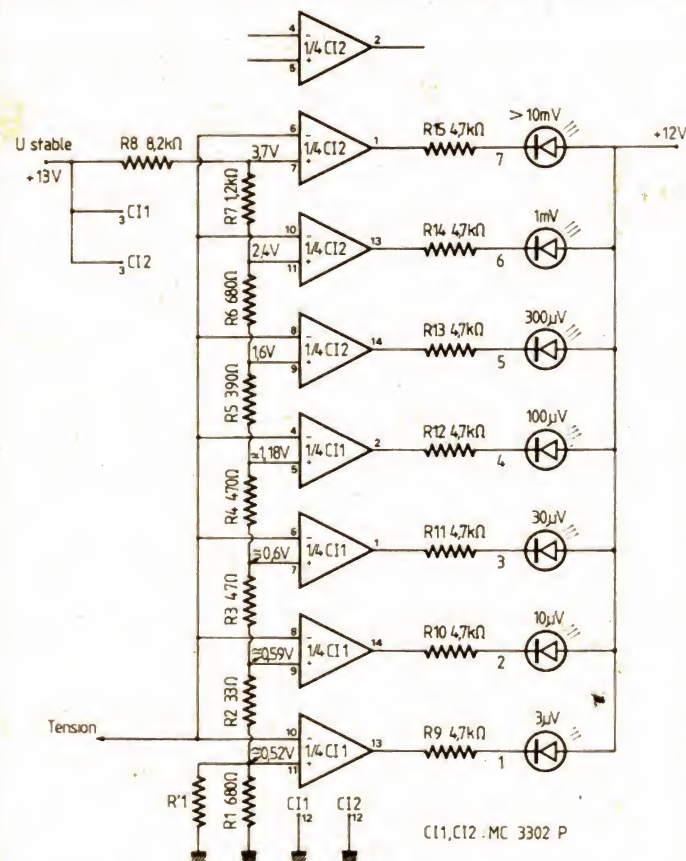 4
- 1/4 CI2 2
+
5
>10mV
6
- 1/4 CI2 1
+
7
R15 4,7kΩ
7
+12V
U stable
+13V
R8 8,2kΩ
3,7V
R7 1,2kΩ
3 CI1
3 CI2
1mV
10
- 1/4 CI2 13
+
11
R14 4,7kΩ
6
2,4V
R6 680Ω
300µV
8
- 1/4 CI2 14
+
9
R13 4,7kΩ
5
1,6V
R5 390Ω
100µV
4
- 1/4 CI1 2
+
5
R12 4,7kΩ
4
≈1,18V
R4 470Ω
30µV
6
- 1/4 CI1 1
+
7
R11 4,7kΩ
3
≈0,6V
R3 47Ω
10µV
8
- 1/4 CI1 14
+
9
R10 4,7kΩ
2
≈0,59V
R2 33Ω
3µV
Tension
10
- 1/4 CI1 13
+
11
R9 4,7kΩ
1
≈0,52V
R'1
R1 680Ω
CI1
12
CI2
12
CI1,CI2 . MC 3302 P